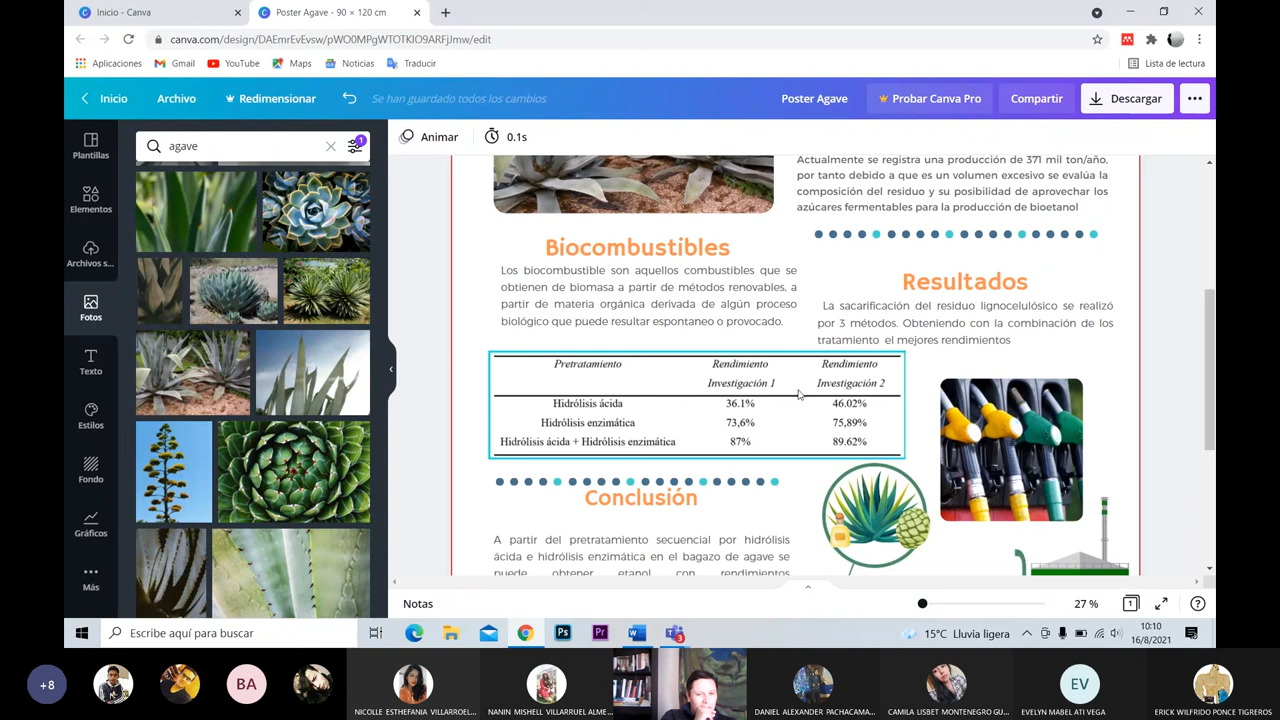 Inicio - Canva
Poster Agave - 90 × 120 cm
canva.com/design/DAEmrEvEvsw/pWO0MPgWTOTKIO9ARFjJmw/edit
Aplicaciones
Gmail
YouTube
Maps
Noticias
Traducir
Lista de lectura
Inicio
Archivo
Redimensionar
Se han guardado todos los cambios
Poster Agave
Probar Canva Pro
Compartir
Descargar
Plantillas
Elementos
Archivos s...
Fotos
Texto
Estilos
Fondo
Gráficos
Más
agave
1
Animar
0.1s
Actualmente se registra una producción de 371 mil ton/año,
por tanto debido a que es un volumen excesivo se evalúa la
composición del residuo y su posibilidad de aprovechar los
azúcares fermentables para la producción de bioetanol
Biocombustibles
Los biocombustible son aquellos combustibles que se
obtienen de biomasa a partir de métodos renovables, a
partir de materia orgánica derivada de algún proceso
biológico que puede resultar espontaneo o provocado.
Resultados
La sacarificación del residuo lignocelulósico se realizó
por 3 métodos. Obteniendo con la combinación de los
tratamiento el mejores rendimientos
Pretratamiento Rendimiento Rendimiento
Investigación 1 Investigación 2
Hidrólisis ácida 36.1% 46.02%
Hidrólisis enzimática 73,6% 75,89%
Hidrólisis ácida + Hidrólisis enzimática 87% 89.62%
Conclusión
A partir del pretratamiento secuencial por hidrólisis
ácida e hidrólisis enzimática en el bagazo de agave se
puede obtener etanol con rendimientos
Notas
27 %
1
Escribe aquí para buscar
3
15°C Lluvia ligera
10:10
16/8/2021
+8
BA
NICOLLE ESTHEFANIA VILLARROEL...
NANIN MISHELL VILLARRUEL ALME...
DANIEL ALEXANDER PACHACAMA...
CAMILA LISBET MONTENEGRO GU...
EV
EVELYN MABEL ATI VEGA
ERICK WILFRIDO PONCE TIGREROS